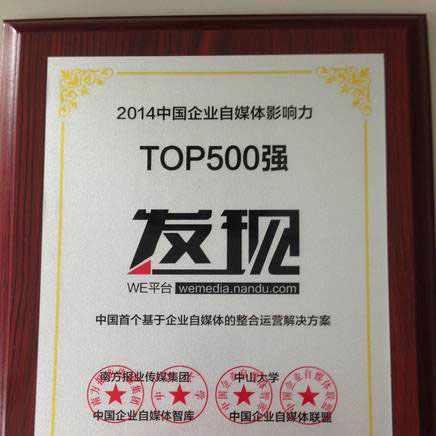 2014中国企业自媒体影响力
TOP500强
发现
WE平台 wemedia.nandu.com
中国首个基于企业自媒体的整合运营解决方案
南方报业传媒集团 中山大学
中国企业自媒体智库 中国企业自媒体联盟